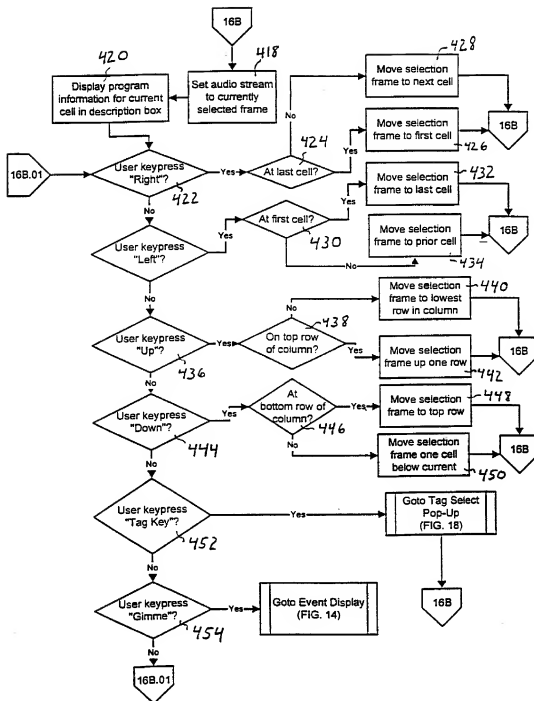 16B
420
418
428
Display program
information for current
cell in description box
Set audio stream
to currently
selected frame
Move selection
frame to next cell
No
16B
424
Move selection
frame to first cell
426
16B.01
User keypress
"Right"?
422
Yes
At last cell?
Yes
432
Move selection
frame to last cell
No
Yes
At first cell?
430
16B
User keypress
"Left"?
Yes
Move selection
frame to prior cell
434
No
No
440
Move selection
frame to lowest
row in column
No
438
User keypress
"Up"?
436
Yes
On top row
of column?
Yes
Move selection
frame up one row
442
16B
No
448
User keypress
"Down"?
444
Yes
At
bottom row of
column?
446
Yes
Move selection
frame to top row
No
Move selection
frame one cell
below current
450
16B
No
User keypress
"Tag Key"?
452
Yes
Goto Tag Select
Pop-Up
(FIG. 18)
No
16B
User keypress
"Gimme"?
454
Yes
Goto Event Display
(FIG. 14)
No
16B.01